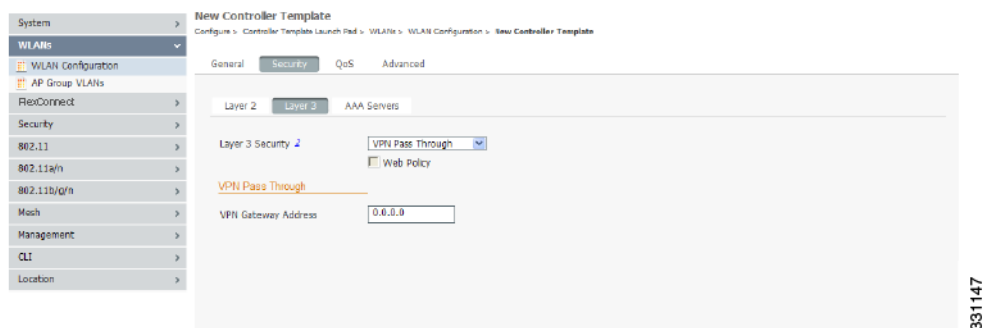 New Controller Template
Configure > Controller Template Launch Pad > WLANs > WLAN Configuration > New Controller Template
System
WLANs
WLAN Configuration
AP Group VLANs
FlexConnect
Security
802.11
802.11a/n
802.11b/g/n
Mesh
Management
CLI
Location
General Security QoS Advanced
Layer 2 Layer 3 AAA Servers
Layer 3 Security 2 VPN Pass Through
Web Policy
VPN Pass Through
VPN Gateway Address 0.0.0.0
331147